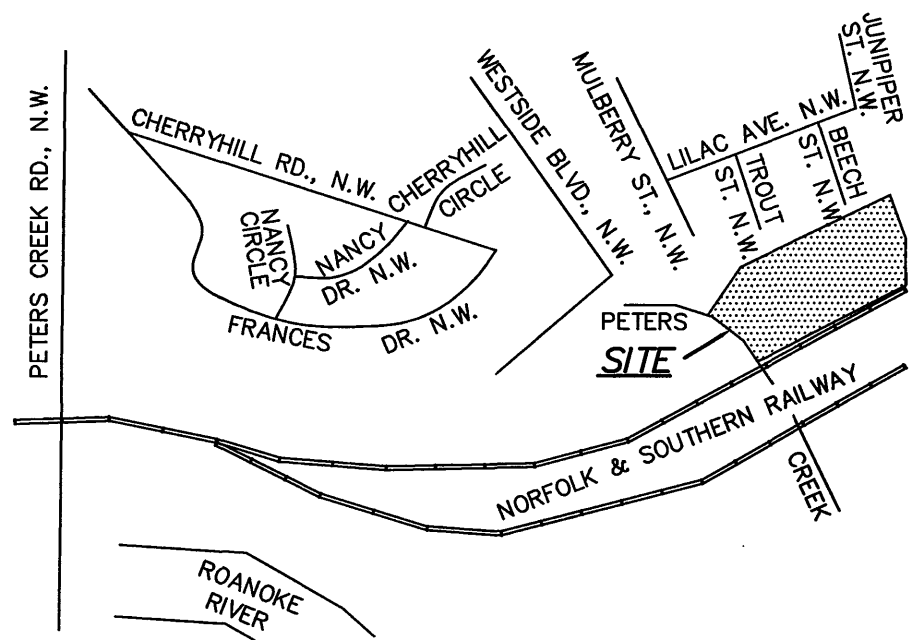 PETERS CREEK RD., N.W.
CHERRYHILL RD., N.W.
CHERRYHILL
CIRCLE
NANCY
CIRCLE
NANCY
DR. N.W.
FRANCES
DR. N.W.
WESTSIDE BLVD., N.W.
MULBERRY ST., N.W.
LILAC AVE. N.W.
TROUT
ST. N.W.
BEECH
ST. N.W.
JUNIPIPER
ST. N.W.
PETERS
CREEK
SITE
NORFOLK & SOUTHERN RAILWAY
ROANOKE
RIVER